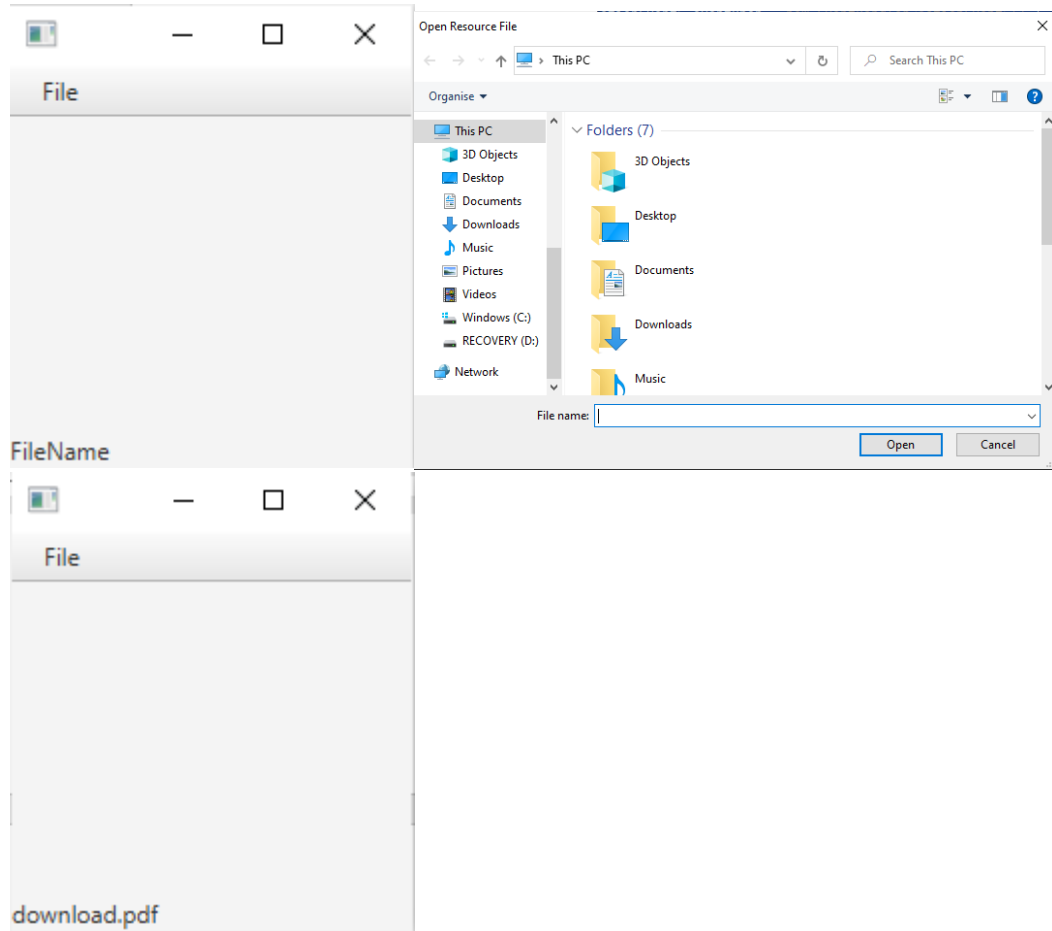 File
FileName
Open Resource File
This PC
Search This PC
Organise
This PC
3D Objects
Desktop
Documents
Downloads
Music
Pictures
Videos
Windows (C:)
RECOVERY (D:)
Network
Folders (7)
3D Objects
Desktop
Documents
Downloads
Music
File name:
Open Cancel
File
download.pdf